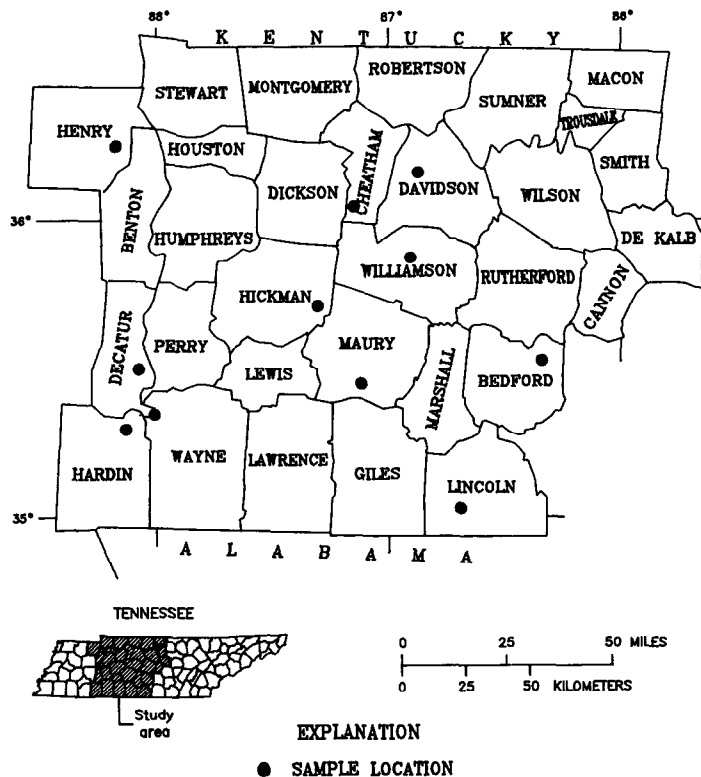 88° 87° 86°
K E N T U C K Y
STEWART
MONTGOMERY
ROBERTSON
SUMNER
MACON
TROUSDALE
HENRY
HOUSTON
CHEATHAM
SMITH
DICKSON
DAVIDSON
WILSON
36°
BENTON
HUMPHREYS
DE KALB
WILLIAMSON
RUTHERFORD
CANNON
HICKMAN
DECATUR
PERRY
MAURY
LEWIS
MARSHALL
BEDFORD
HARDIN
WAYNE
LAWRENCE
GILES
LINCOLN
35°
A L A B A M A
TENNESSEE
Study
area
0 25 50 MILES
0 25 50 KILOMETERS
EXPLANATION
SAMPLE LOCATION